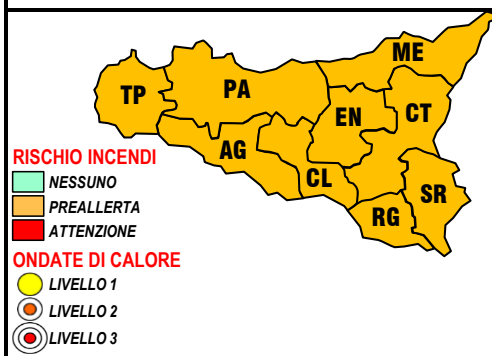 ME
TP
PA
EN
CT
AG
CL
SR
RG
RISCHIO INCENDI
NESSUNO
PREALLERTA
ATTENZIONE
ONDATE DI CALORE
LIVELLO 1
LIVELLO 2
LIVELLO 3